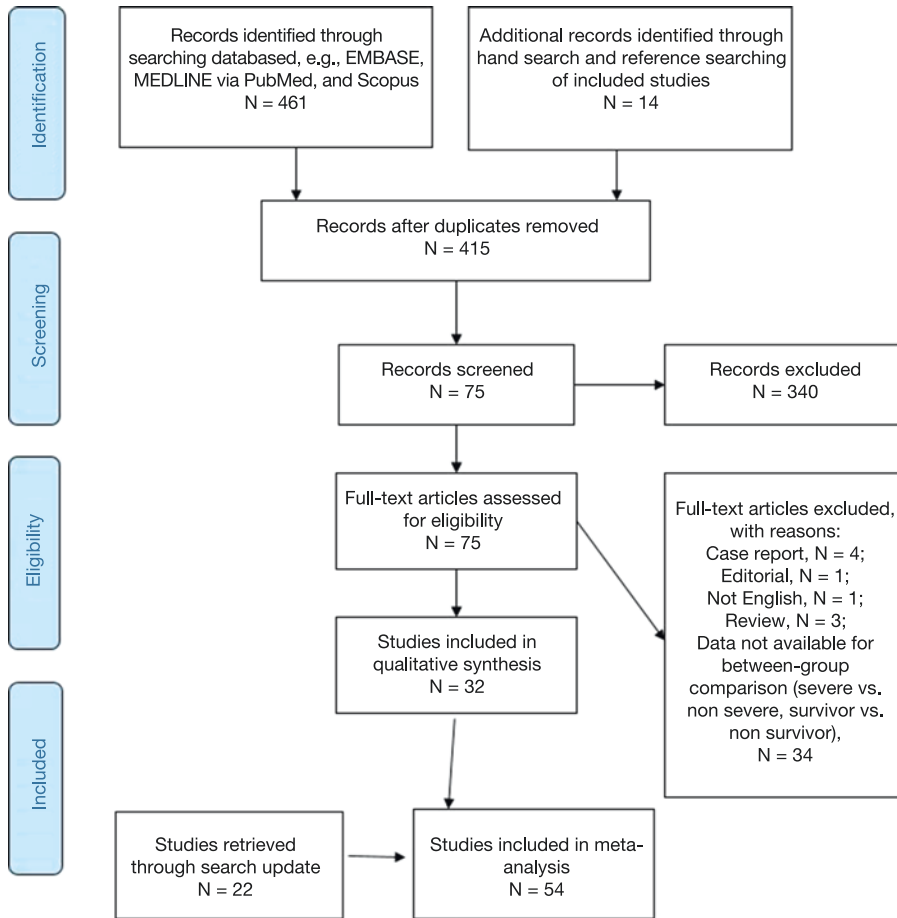 Identification
Records identified through
searching databased, e.g., EMBASE,
MEDLINE via PubMed, and Scopus
N = 461
Additional records identified through
hand search and reference searching
of included studies
N = 14
Records after duplicates removed
N = 415
Screening
Records screened
N = 75
Records excluded
N = 340
Eligibility
Full-text articles assessed
for eligibility
N = 75
Full-text articles excluded,
with reasons:
Case report, N = 4;
Editorial, N = 1;
Not English, N = 1;
Review, N = 3;
Data not available for
between-group
comparison (severe vs.
non severe, survivor vs.
non survivor),
N = 34
Studies included in
qualitative synthesis
N = 32
Included
Studies retrieved
through search update
N = 22
Studies included in meta-
analysis
N = 54